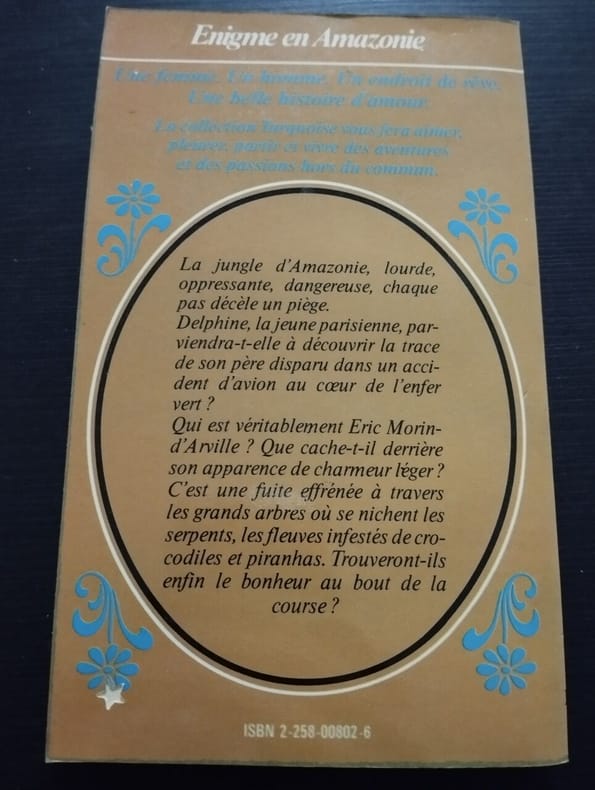 Enigme en Amazonie
Une femme. Un homme. Un endroit de rêve.
Une belle histoire d'amour.
La collection Turquoise vous fera aimer,
pleurer, partir et vivre des aventures
et des passions hors du commun.
La jungle d'Amazonie, lourde,
oppressante, dangereuse, chaque
pas décèle un piège.
Delphine, la jeune parisienne, par-
viendra-t-elle à découvrir la trace
de son père disparu dans un acci-
dent d'avion au cœur de l'enfer
vert ?
Qui est véritablement Eric Morin-
d'Arville ? Que cache-t-il derrière
son apparence de charmeur léger ?
C'est une fuite effrénée à travers
les grands arbres où se nichent les
serpents, les fleuves infestés de cro-
codiles et piranhas. Trouveront-ils
enfin le bonheur au bout de la
course ?
ISBN 2-258-00802-6